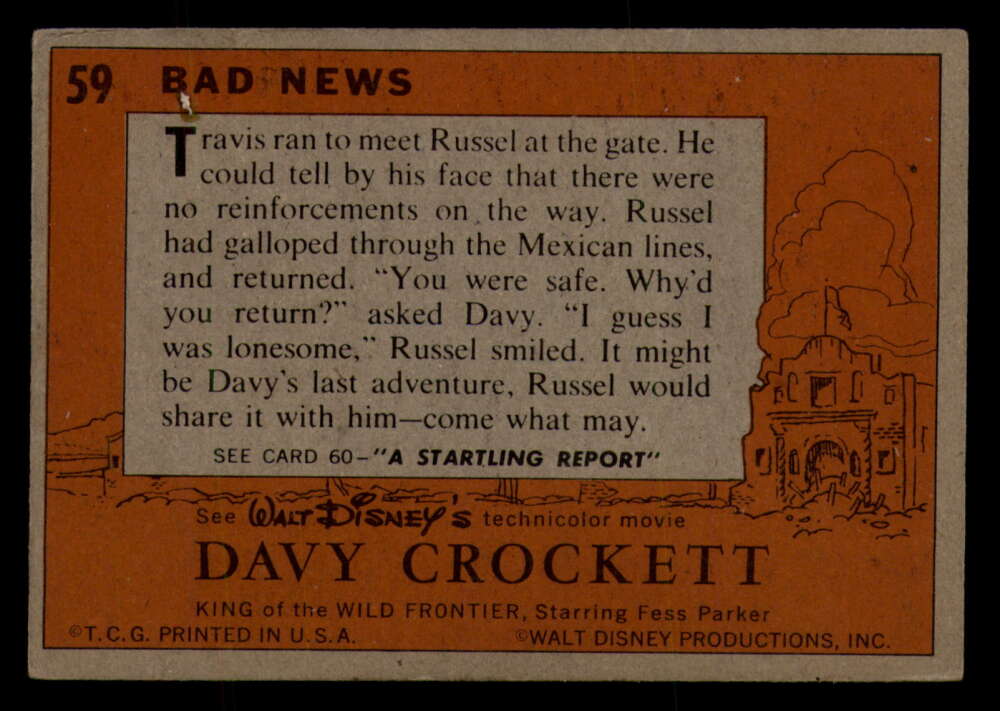 59 BAD NEWS
Travis ran to meet Russel at the gate. He
could tell by his face that there were
no reinforcements on the way. Russel
had galloped through the Mexican lines,
and returned. "You were safe. Why'd
you return?" asked Davy. "I guess I
was lonesome," Russel smiled. It might
be Davy's last adventure, Russel would
share it with him—come what may.
SEE CARD 60-"A STARTLING REPORT"
See WALT DISNEY'S technicolor movie
DAVY CROCKETT
KING of the WILD FRONTIER, Starring Fess Parker
©T.C.G. PRINTED IN U.S.A. ©WALT DISNEY PRODUCTIONS, INC.